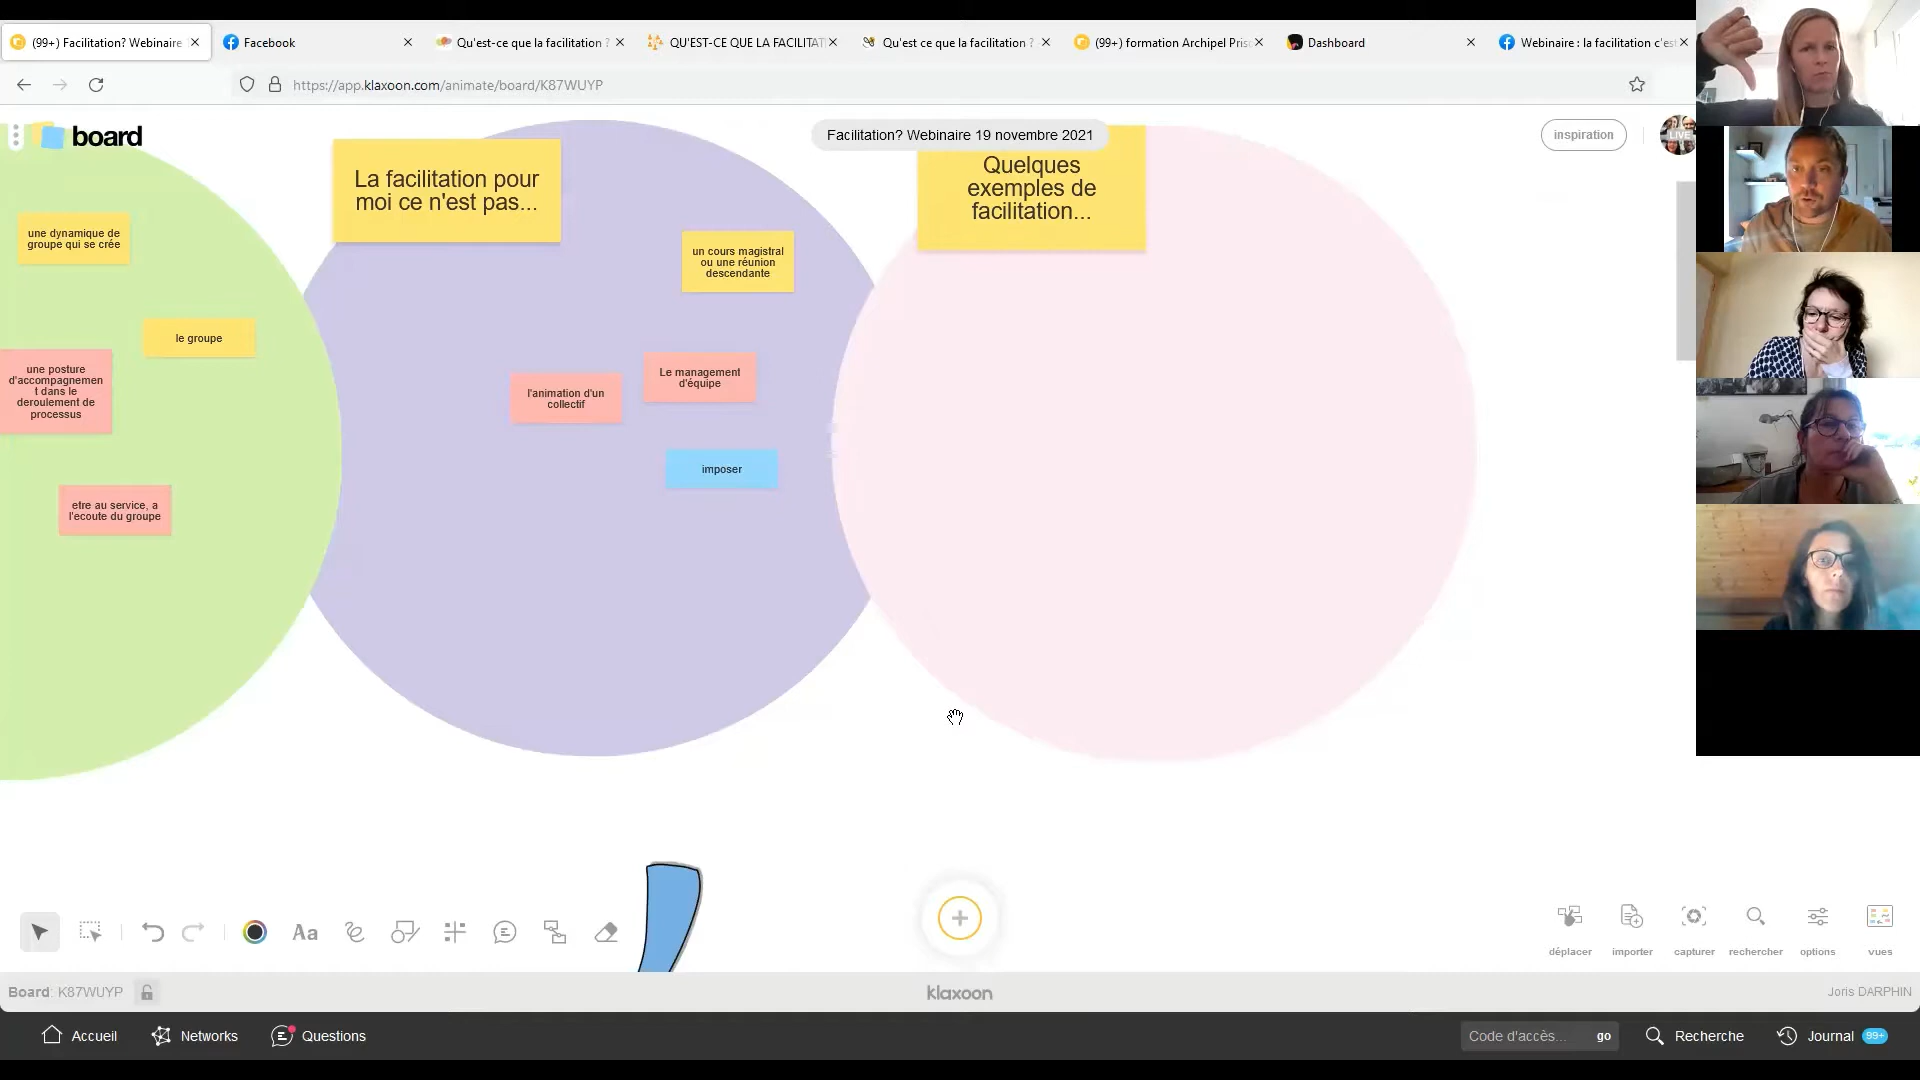 (99+) Facilitation? Webinaire
Facebook
Qu'est-ce que la facilitation ?
QU'EST-CE QUE LA FACILITATI
Qu'est ce que la facilitation ?
(99+) formation Archipel Pris
Dashboard
Webinaire : la facilitation c'es
https://app.klaxoon.com/animate/board/K87WUYP
board
Facilitation? Webinaire 19 novembre 2021
inspiration
LIVE
La facilitation pour
moi ce n'est pas...
Quelques
exemples de
facilitation...
une dynamique de
groupe qui se crée
un cours magistral
ou une réunion
descendante
le groupe
une posture
d'accompagnemen
t dans le
deroulement de
processus
l'animation d'un
collectif
Le management
d'équipe
imposer
etre au service, a
l'ecoute du groupe
Aa
déplacer
importer
capturer
rechercher
options
vues
Board: K87WUYP
klaxoon
Joris DARPHIN
Accueil
Networks
Questions
Code d'accès...
go
Recherche
Journal
99+